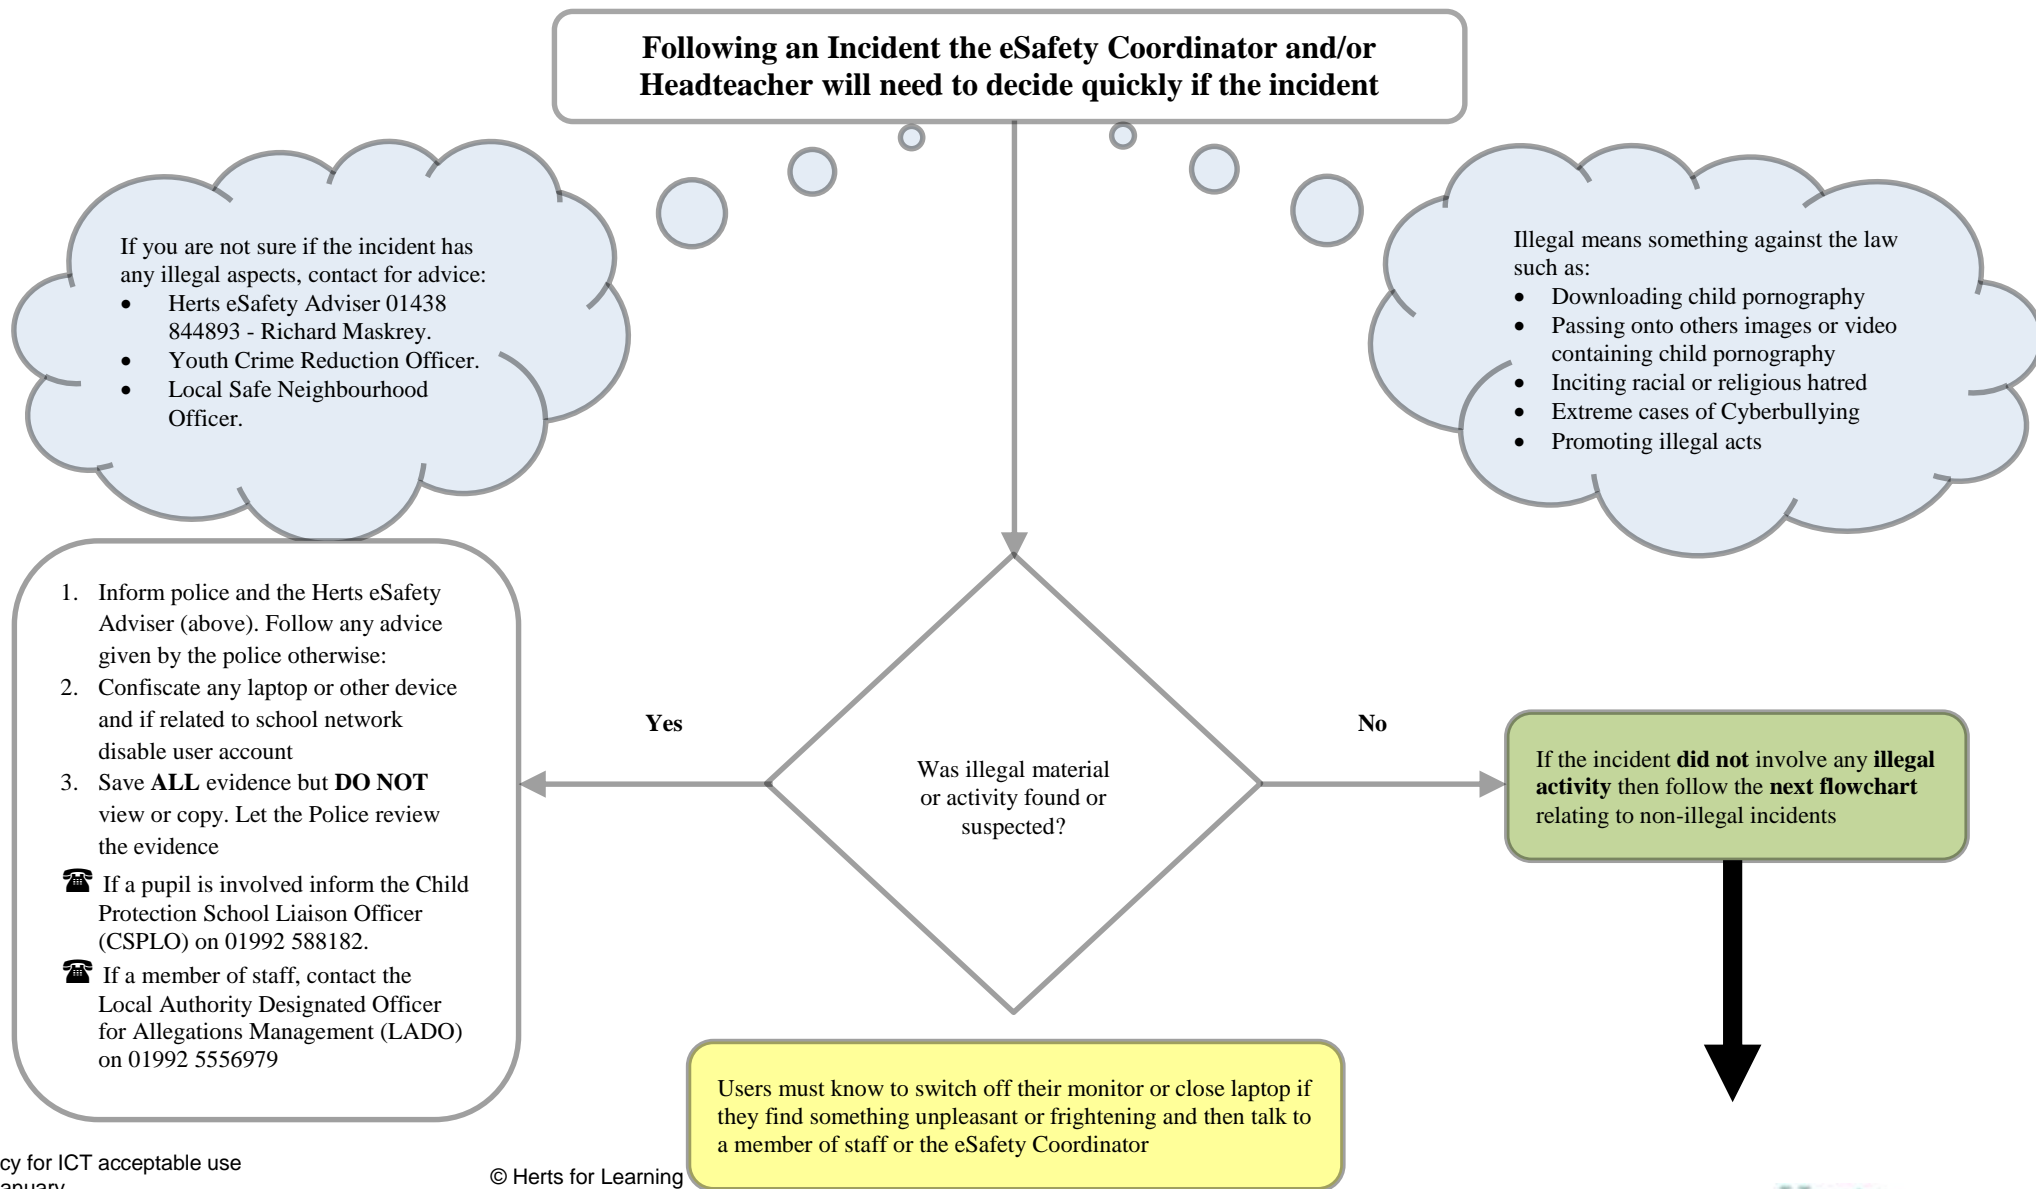 Following an Incident the eSafety Coordinator and/or
Headteacher will need to decide quickly if the incident
If you are not sure if the incident has
any illegal aspects, contact for advice:
• Herts eSafety Adviser 01438
844893 - Richard Maskrey.
• Youth Crime Reduction Officer.
• Local Safe Neighbourhood
Officer.
Illegal means something against the law
such as:
• Downloading child pornography
• Passing onto others images or video
containing child pornography
• Inciting racial or religious hatred
• Extreme cases of Cyberbullying
• Promoting illegal acts
1. Inform police and the Herts eSafety
Adviser (above). Follow any advice
given by the police otherwise:
2. Confiscate any laptop or other device
and if related to school network
disable user account
3. Save ALL evidence but DO NOT
view or copy. Let the Police review
the evidence
☎ If a pupil is involved inform the Child
Protection School Liaison Officer
(CSPLO) on 01992 588182.
☎ If a member of staff, contact the
Local Authority Designated Officer
for Allegations Management (LADO)
on 01992 5556979
Yes
Was illegal material
or activity found or
suspected?
No
If the incident did not involve any illegal
activity then follow the next flowchart
relating to non-illegal incidents
Users must know to switch off their monitor or close laptop if
they find something unpleasant or frightening and then talk to
a member of staff or the eSafety Coordinator
cy for ICT acceptable use
anuary
© Herts for Learning